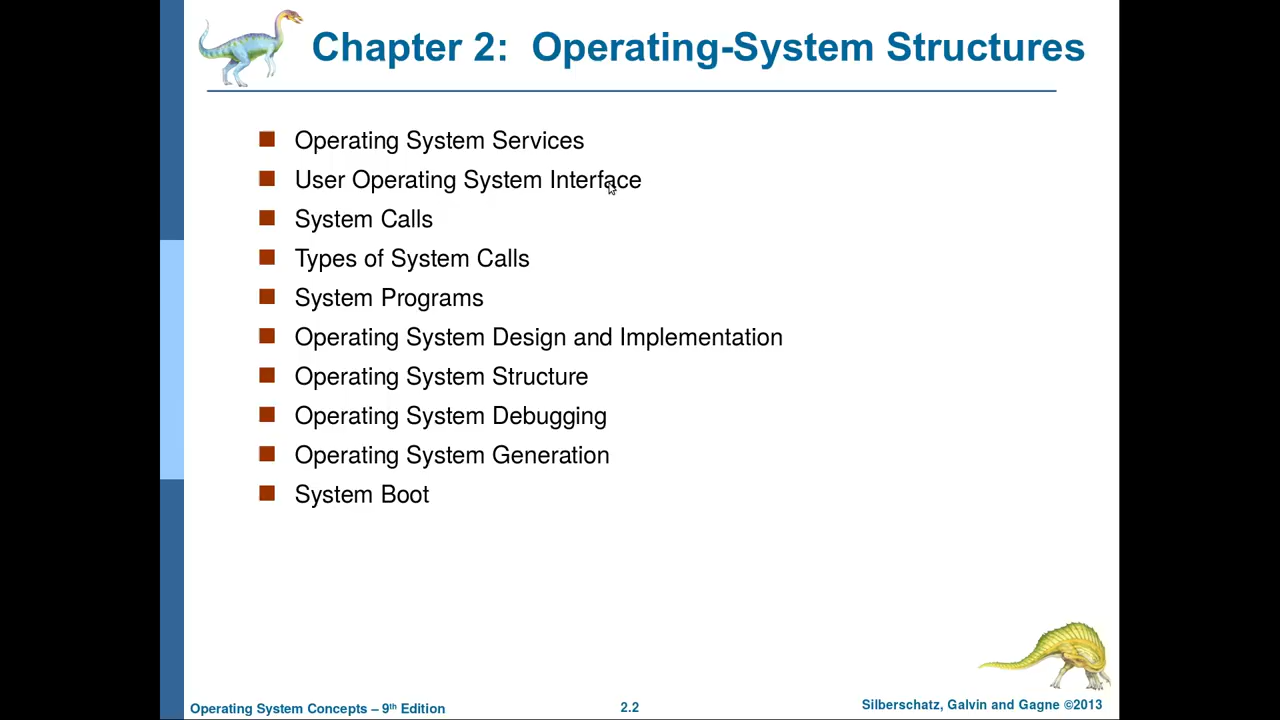 Chapter 2: Operating-System Structures
Operating System Services
User Operating System Interface
System Calls
Types of System Calls
System Programs
Operating System Design and Implementation
Operating System Structure
Operating System Debugging
Operating System Generation
System Boot
Operating System Concepts – 9th Edition
2.2
Silberschatz, Galvin and Gagne ©2013